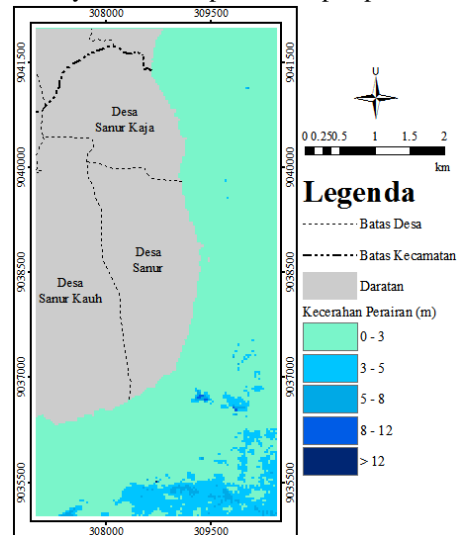 308000 309500
9041500
9040000
9038500
9037000
9035500
Desa
Sanur Kaja
Desa
Sanur
Desa
Sanur Kauh
9041500
9040000
9038500
9037000
9035500
308000 309500
U
0 0.25 0.5 1 1.5 2
km
Legenda
Batas Desa
Batas Kecamatan
Daratan
Kecerahan Perairan (m)
0 - 3
3 - 5
5 - 8
8 - 12
> 12